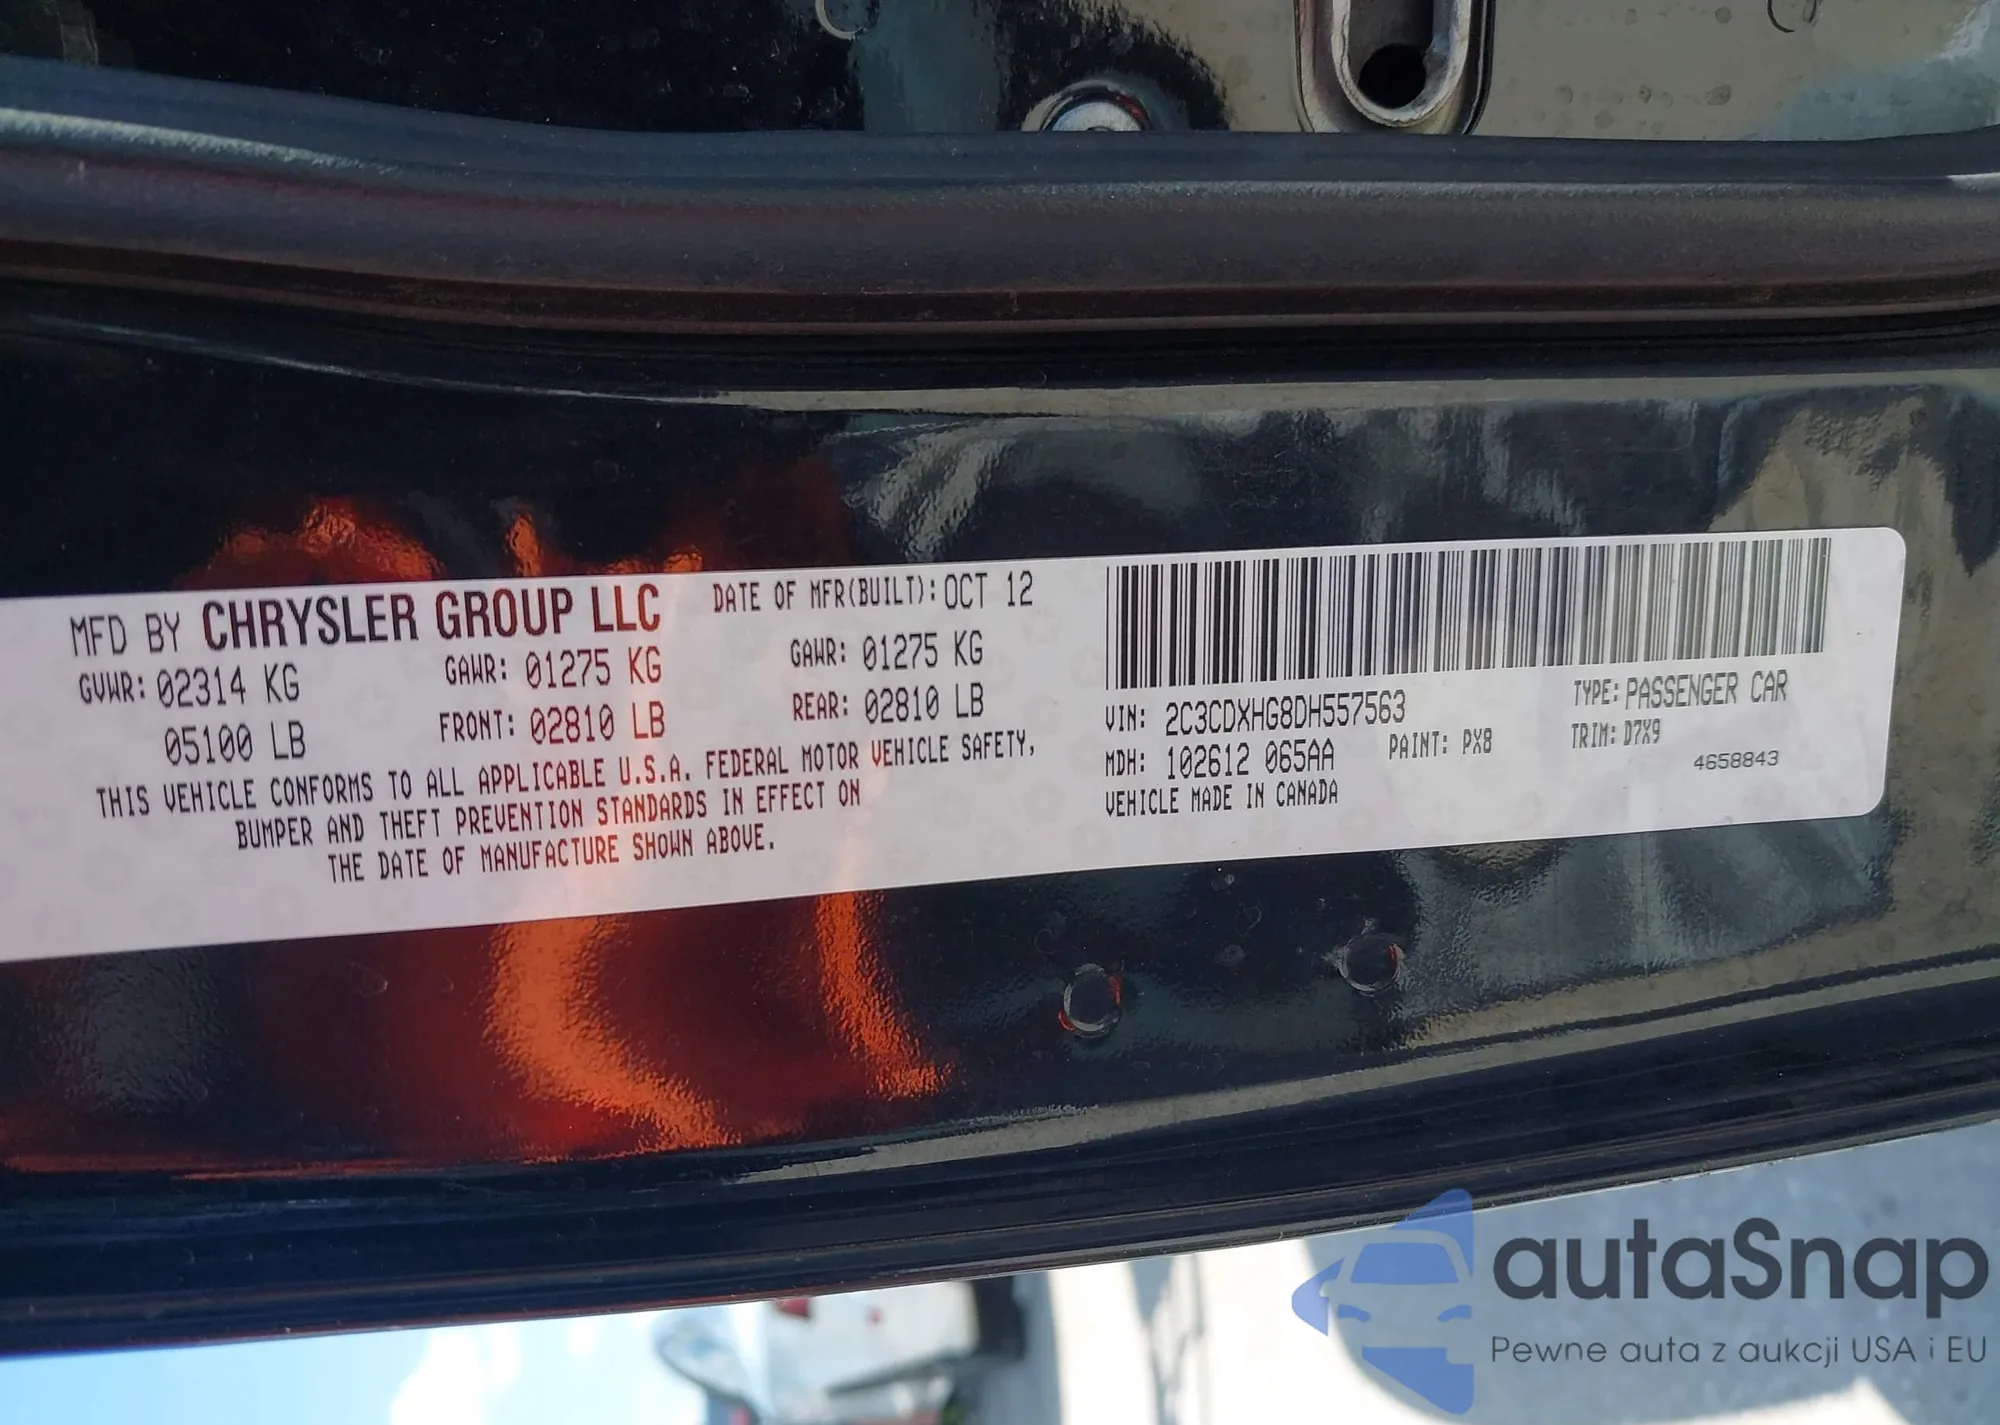 MFD BY CHRYSLER GROUP LLC DATE OF MFR(BUILT): OCT 12
GVWR: 02314 KG GAWR: 01275 KG GAWR: 01275 KG
05100 LB FRONT: 02810 LB REAR: 02810 LB
THIS VEHICLE CONFORMS TO ALL APPLICABLE U.S.A. FEDERAL MOTOR VEHICLE SAFETY,
BUMPER AND THEFT PREVENTION STANDARDS IN EFFECT ON
THE DATE OF MANUFACTURE SHOWN ABOVE.
VIN: 2C3CDXHG8DH557563 TYPE: PASSENGER CAR
MDH: 102612 065AA PAINT: PX8 TRIM: D7X9
VEHICLE MADE IN CANADA 4658843
autaSnap
Pewne auta z aukcji USA i EU